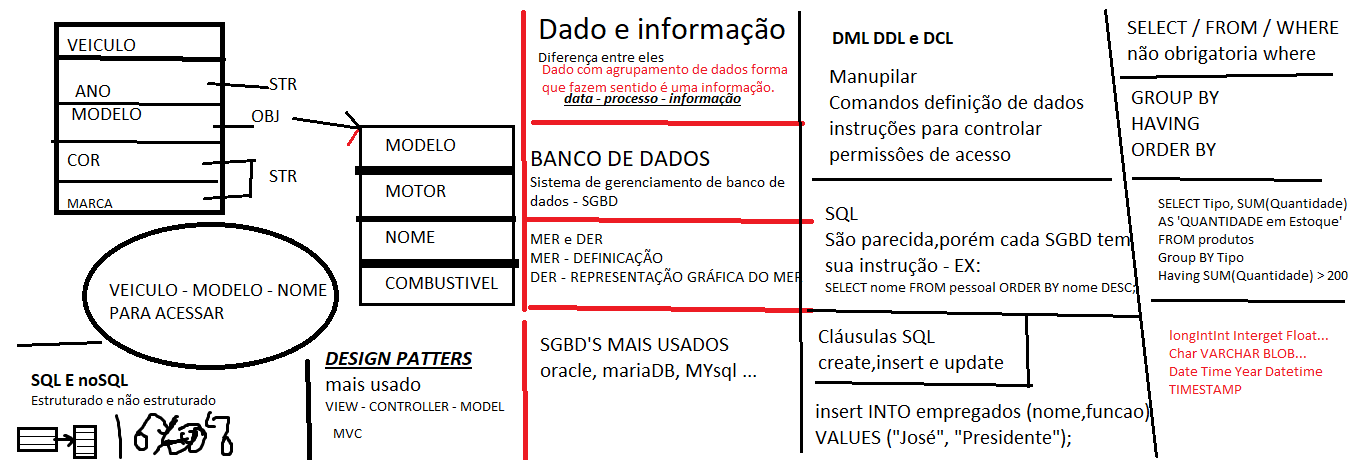 VEICULO
ANO
MODELO
COR
MARCA
STR
OBJ
STR
MODELO
MOTOR
NOME
COMBUSTIVEL
VEICULO - MODELO - NOME
PARA ACESSAR
SQL E noSQL
Estruturado e não estruturado
DESIGN PATTERS
mais usado
VIEW - CONTROLLER - MODEL
MVC
Dado e informação
Diferença entre eles
Dado com agrupamento de dados forma
que fazem sentido é uma informação.
data - processo - informação
BANCO DE DADOS
Sistema de gerenciamento de banco de
dados - SGBD
MER e DER
MER - DEFINICAÇÃO
DER - REPRESENTAÇÃO GRÁFICA DO MER
SGBD'S MAIS USADOS
oracle, mariaDB, MYsql ...
DML DDL e DCL
Manupilar
Comandos definição de dados
instruções para controlar
permissões de acesso
SQL
São parecida,porém cada SGBD tem
sua instrução - EX:
SELECT nome FROM pessoal ORDER BY nome DESC;
Cláusulas SQL
create,insert e update
insert INTO empregados (nome,funcao)
VALUES ("José", "Presidente");
SELECT / FROM / WHERE
não obrigatoria where
GROUP BY
HAVING
ORDER BY
SELECT Tipo, SUM(Quantidade)
AS 'QUANTIDADE em Estoque'
FROM produtos
Group BY Tipo
Having SUM(Quantidade) > 200
longIntInt Interget Float...
Char VARCHAR BLOB...
Date Time Year Datetime
TIMESTAMP